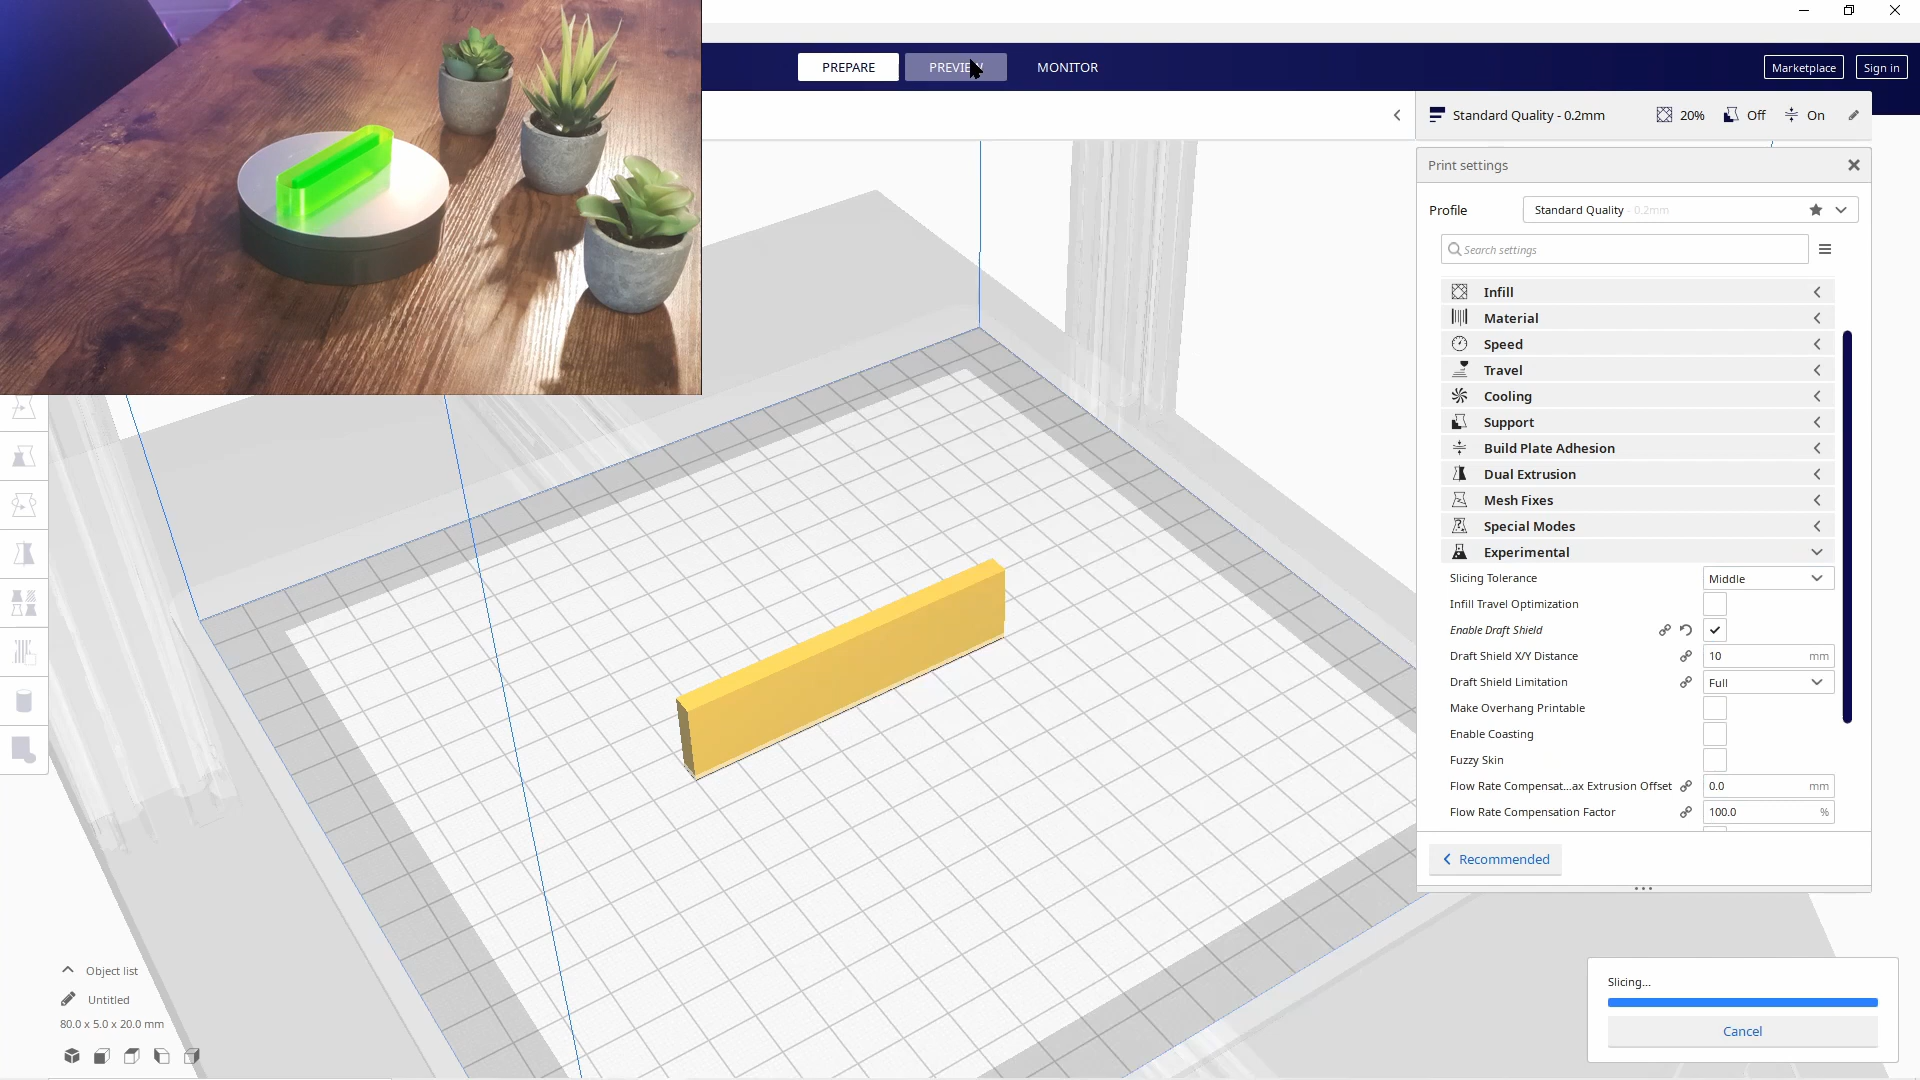 PREPARE
PREVIEW
MONITOR
Marketplace
Sign in
Standard Quality - 0.2mm
20%
Off
On
Print settings
Profile
Standard Quality - 0.2mm
Search settings
Infill
Material
Speed
Travel
Cooling
Support
Build Plate Adhesion
Dual Extrusion
Mesh Fixes
Special Modes
Experimental
Slicing Tolerance
Middle
Infill Travel Optimization
Enable Draft Shield
Draft Shield X/Y Distance
10 mm
Draft Shield Limitation
Full
Make Overhang Printable
Enable Coasting
Fuzzy Skin
Flow Rate Compensat...ax Extrusion Offset
0.0 mm
Flow Rate Compensation Factor
100.0 %
Recommended
Object list
Untitled
80.0 x 5.0 x 20.0 mm
Slicing...
Cancel